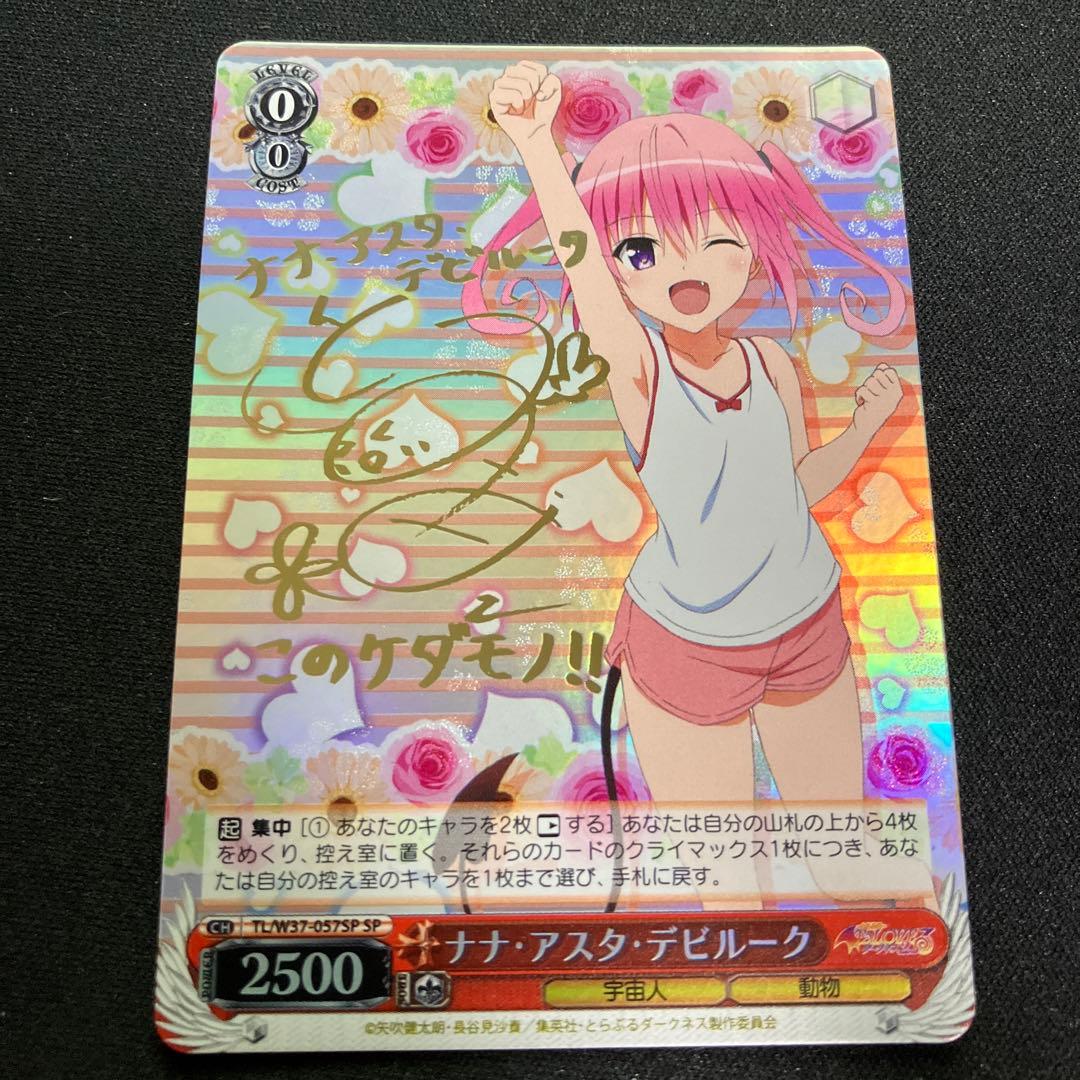 LEVEL
0
0
COST
ナナ・アスタ・
デビルーク
このケダモノ!!
起 集中 [① あなたのキャラを2枚 する] あなたは自分の山札の上から4枚
をめくり、控え室に置く。それらのカードのクライマックス1枚につき、あな
たは自分の控え室のキャラを1枚まで選び、手札に戻す。
CH TL/W37-057SP SP
ナナ・アスタ・デビルーク
POWER 2500
SOUL
宇宙人 動物
©矢吹健太朗・長谷見沙貴／集英社・とらぶるダークネス製作委員会